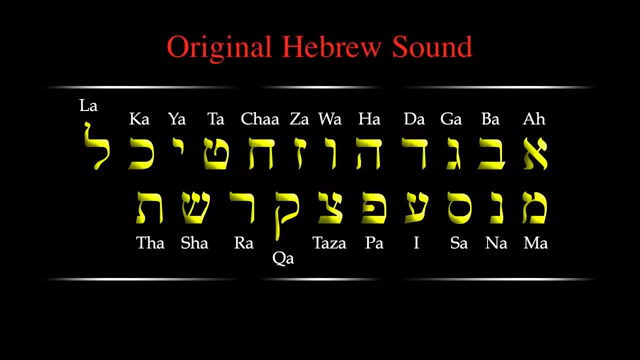 Original Hebrew Sound
La
Ka Ya Ta Chaa Za Wa Ha Da Ga Ba Ah
א ב ג ד ה ו ז ח ט י כ ל
מ נ ס ע פ צ ק ר ש ת
Tha Sha Ra Qa Taza Pa I Sa Na Ma